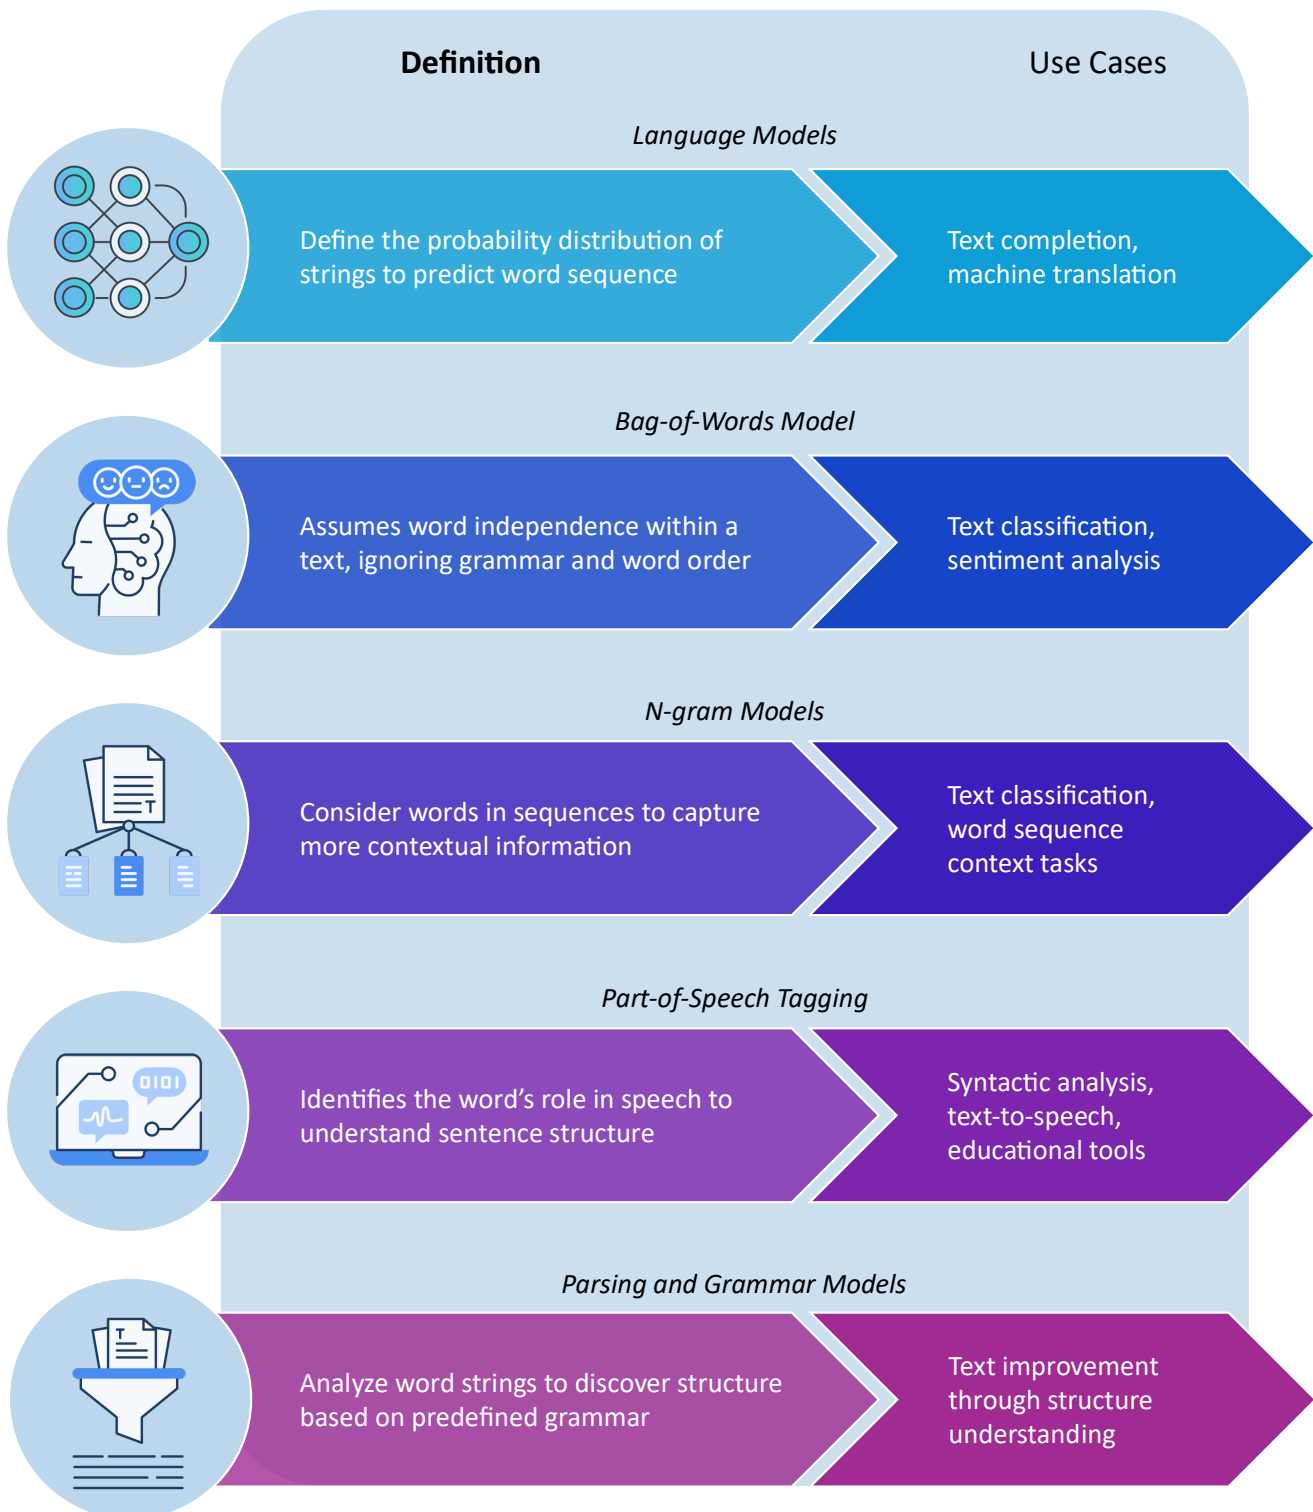 Definition
Use Cases
Language Models
Define the probability distribution of
strings to predict word sequence
Text completion,
machine translation
Bag-of-Words Model
Assumes word independence within a
text, ignoring grammar and word order
Text classification,
sentiment analysis
N-gram Models
T
Consider words in sequences to capture
more contextual information
Text classification,
word sequence
context tasks
Part-of-Speech Tagging
0101
Identifies the word’s role in speech to
understand sentence structure
Syntactic analysis,
text-to-speech,
educational tools
Parsing and Grammar Models
T
Analyze word strings to discover structure
based on predefined grammar
Text improvement
through structure
understanding